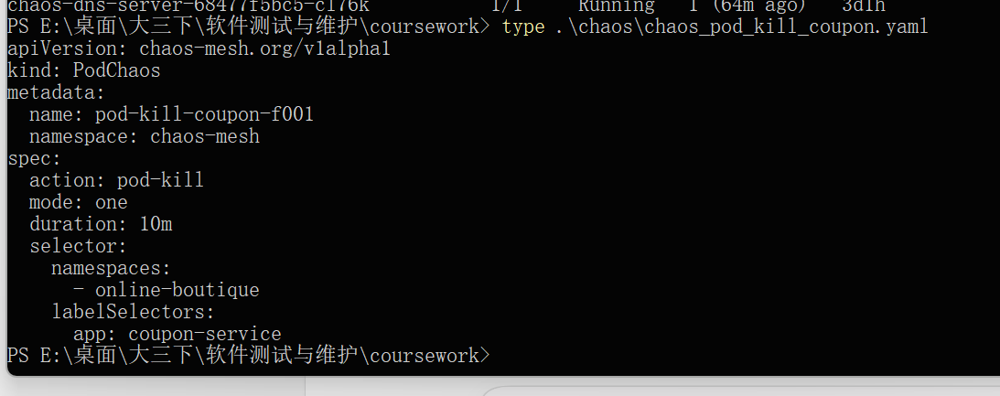 chaos-dns-server-68477f5bc5-cl76k 1/1 Running 1 (64m ago) 3d1h
PS E:\桌面\大三下\软件测试与维护\coursework> type .\chaos\chaos_pod_kill_coupon.yaml
apiVersion: chaos-mesh.org/v1alpha1
kind: PodChaos
metadata:
  name: pod-kill-coupon-f001
  namespace: chaos-mesh
spec:
  action: pod-kill
  mode: one
  duration: 10m
  selector:
    namespaces:
      - online-boutique
    labelSelectors:
      app: coupon-service
PS E:\桌面\大三下\软件测试与维护\coursework>